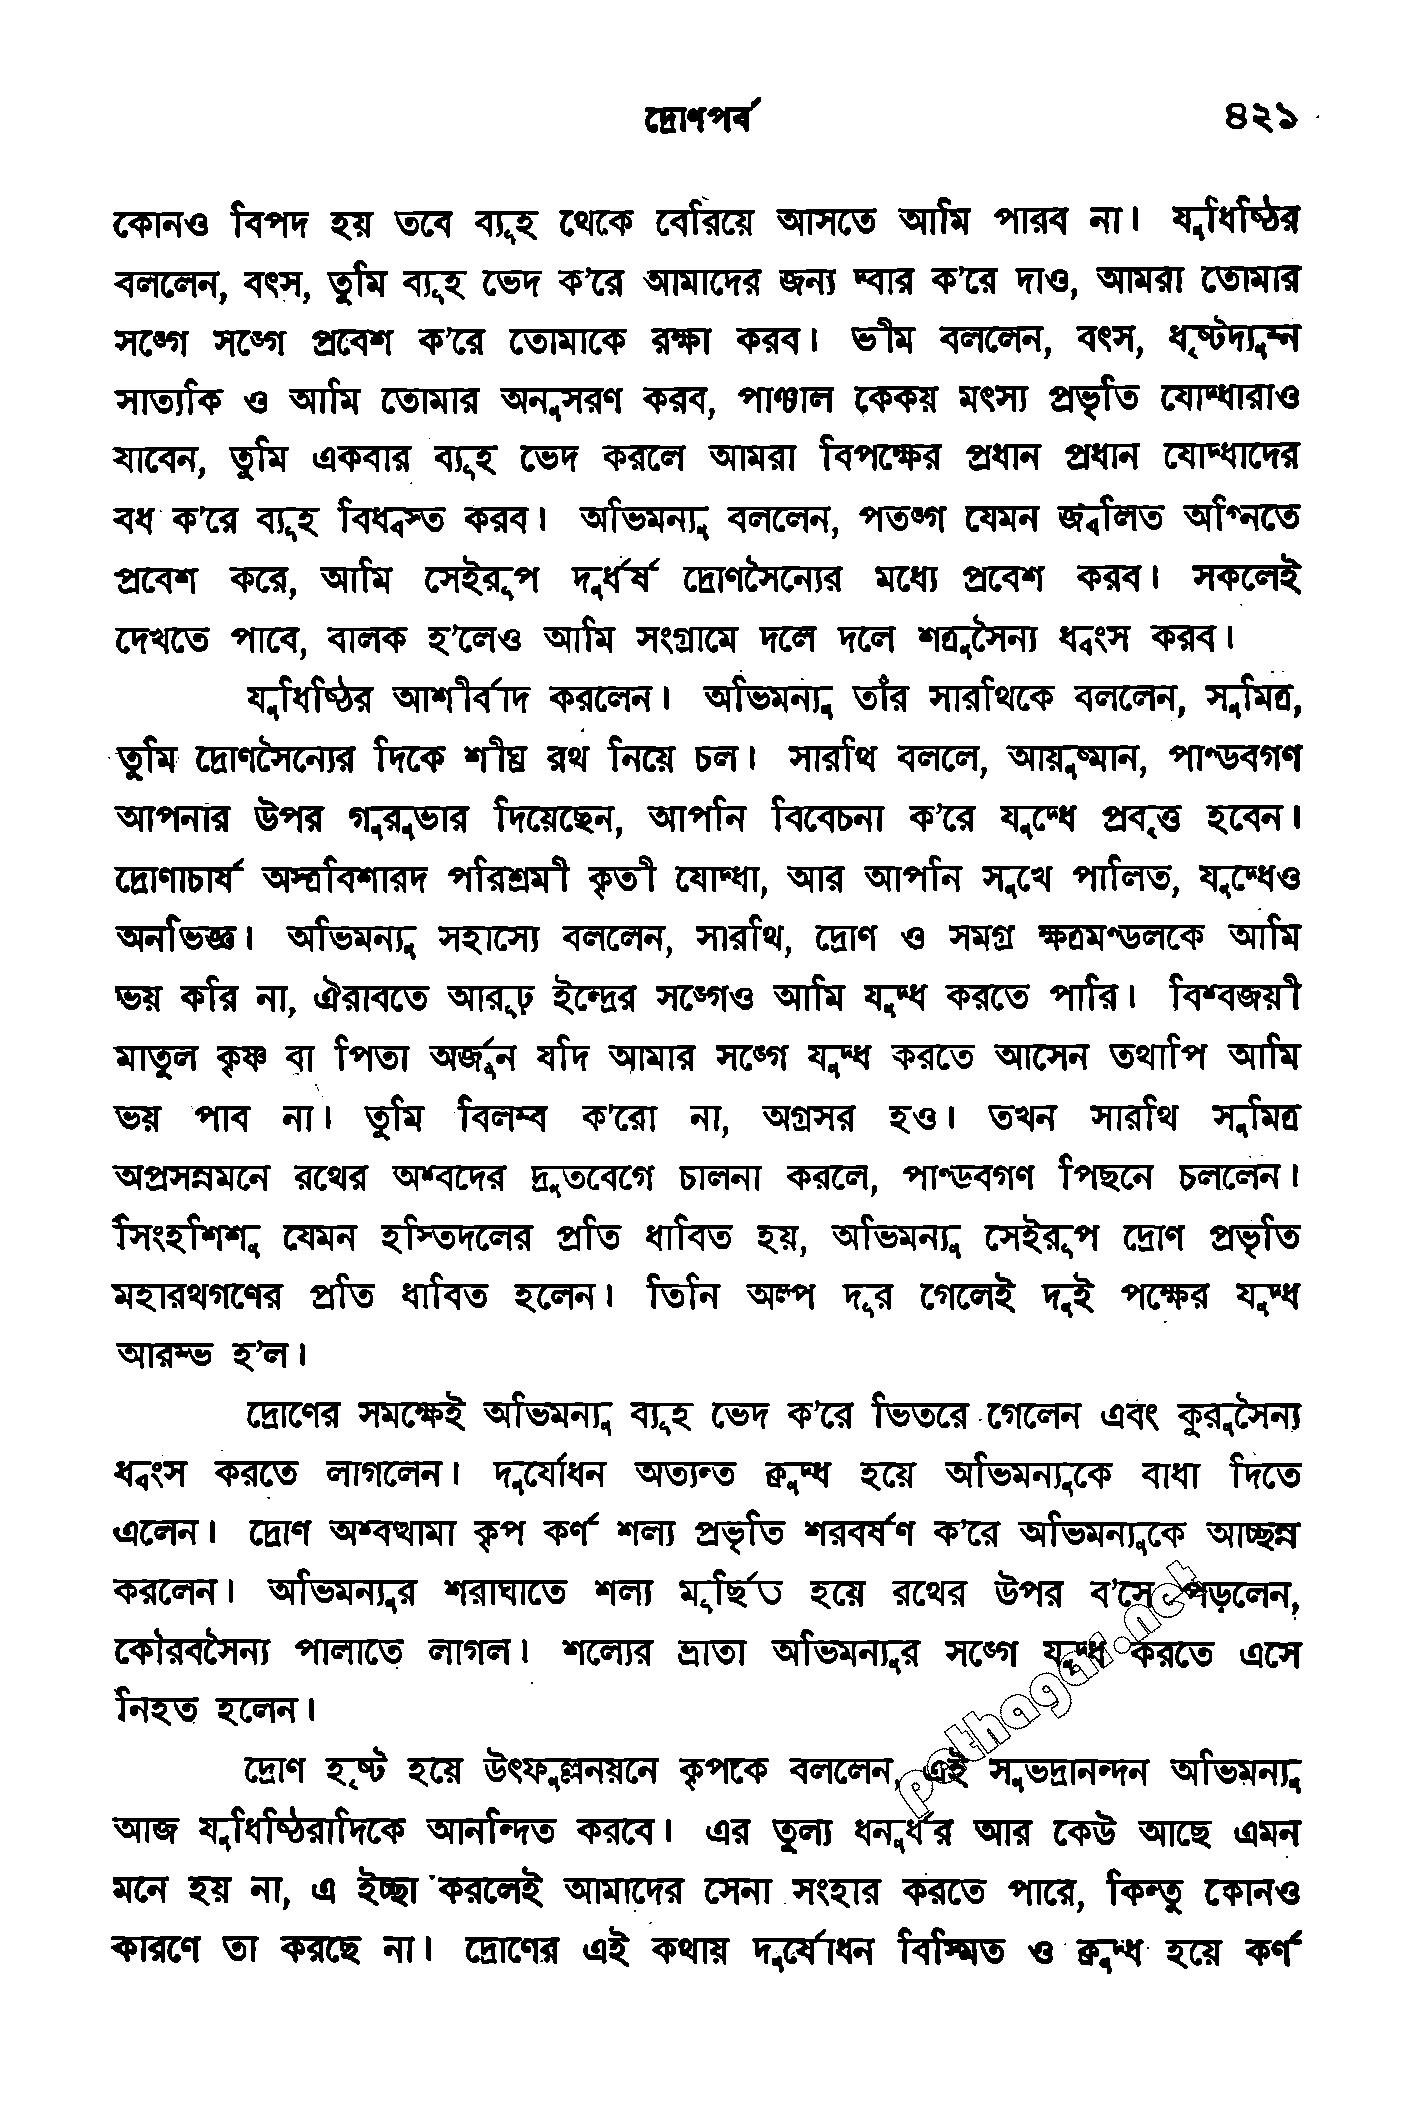 দ্রোণপর্ব ৪২১
কোনও বিপদ হয় তবে ব্যূহ থেকে বেরিয়ে আসতে আমি পারব না। যুধিষ্ঠির
বললেন, বৎস, তুমি ব্যূহ ভেদ ক'রে আমাদের জন্য দ্বার ক'রে দাও, আমরা তোমার
সঙ্গে সঙ্গে প্রবেশ ক'রে তোমাকে রক্ষা করব। ভীম বললেন, বৎস, ধৃষ্টদ্যুম্ন
সাত্যকি ও আমি তোমার অনুসরণ করব, পাঞ্চাল কেকয় মৎস্য প্রভৃতি যোদ্ধারাও
যাবেন, তুমি একবার ব্যূহ ভেদ করলে আমরা বিপক্ষের প্রধান প্রধান যোদ্ধাদের
বধ ক'রে ব্যূহ বিধ্বস্ত করব। অভিমন্যু বললেন, পতঙ্গ যেমন জ্বলিত অগ্নিতে
প্রবেশ করে, আমি সেইরূপ দুর্ধর্ষ দ্রোণসৈন্যের মধ্যে প্রবেশ করব। সকলেই
দেখতে পাবে, বালক হ'লেও আমি সংগ্রামে দলে দলে শত্রুসৈন্য ধ্বংস করব।
যুধিষ্ঠির আশীর্বাদ করলেন। অভিমন্যু তাঁর সারথিকে বললেন, সুমিত্র,
তুমি দ্রোণসৈন্যের দিকে শীঘ্র রথ নিয়ে চল। সারথি বললে, আয়ুষ্মান, পাণ্ডবগণ
আপনার উপর গুরুভার দিয়েছেন, আপনি বিবেচনা ক'রে যুদ্ধে প্রবৃত্ত হবেন।
দ্রোণাচার্য অস্ত্রবিশারদ পরিশ্রমী কৃতী যোদ্ধা, আর আপনি সুখে পালিত, যুদ্ধেও
অনভিজ্ঞ। অভিমন্যু সহাস্যে বললেন, সারথি, দ্রোণ ও সমগ্র ক্ষত্রমণ্ডলকে আমি
ভয় করি না, ঐরাবতে আরূঢ় ইন্দ্রের সঙ্গেও আমি যুদ্ধ করতে পারি। বিশ্বজয়ী
মাতুল কৃষ্ণ বা পিতা অর্জুন যদি আমার সঙ্গে যুদ্ধ করতে আসেন তথাপি আমি
ভয় পাব না। তুমি বিলম্ব ক'রো না, অগ্রসর হও। তখন সারথি সুমিত্র
অপ্রসন্নমনে রথের অশ্বদের দ্রুতবেগে চালনা করলে, পাণ্ডবগণ পিছনে চললেন।
সিংহশিশু যেমন হস্তিদলের প্রতি ধাবিত হয়, অভিমন্যু সেইরূপ দ্রোণ প্রভৃতি
মহারথগণের প্রতি ধাবিত হলেন। তিনি অল্প দূর গেলেই দুই পক্ষের যুদ্ধ
আরম্ভ হ'ল।
দ্রোণের সমক্ষেই অভিমন্যু ব্যূহ ভেদ ক'রে ভিতরে গেলেন এবং কুরুসৈন্য
ধ্বংস করতে লাগলেন। দুর্যোধন অত্যন্ত ক্রুদ্ধ হয়ে অভিমন্যুকে বাধা দিতে
এলেন। দ্রোণ অশ্বত্থামা কৃপ কর্ণ শল্য প্রভৃতি শরবর্ষণ ক'রে অভিমন্যুকে আচ্ছন্ন
করলেন। অভিমন্যুর শরাঘাতে শল্য মূর্ছিত হয়ে রথের উপর ব'সে পড়লেন,
কৌরবসৈন্য পালাতে লাগল। শল্যের ভ্রাতা অভিমন্যুর সঙ্গে যুদ্ধ করতে এসে
নিহত হলেন।
দ্রোণ হৃষ্ট হয়ে উৎফুল্লনয়নে কৃপকে বললেন, এই সুভদ্রানন্দন অভিমন্যু
আজ যুধিষ্ঠিরাদিকে আনন্দিত করবে। এর তুল্য ধনুর্ধর আর কেউ আছে এমন
মনে হয় না, এ ইচ্ছা করলেই আমাদের সেনা সংহার করতে পারে, কিন্তু কোনও
কারণে তা করছে না। দ্রোণের এই কথায় দুর্যোধন বিস্মিত ও ক্রুদ্ধ হয়ে কর্ণ
pathagar.net